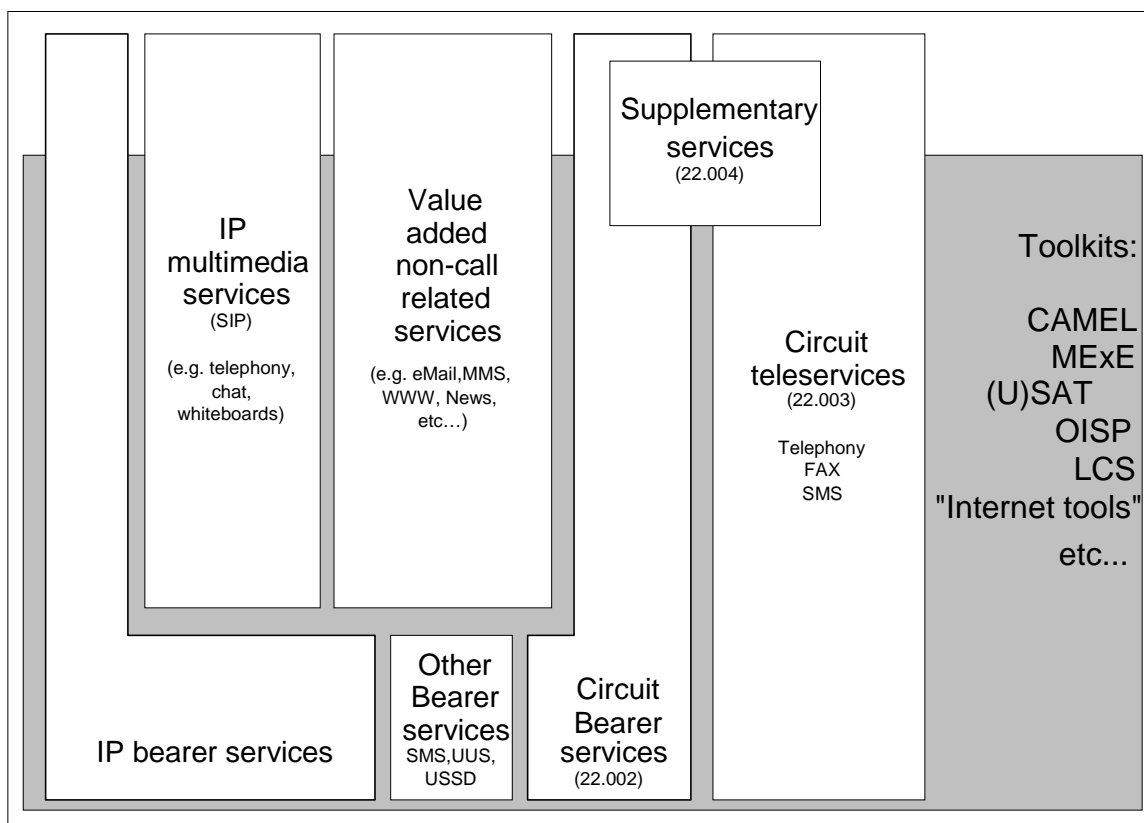 Supplementary
services
(22.004)
IP
multimedia
services
(SIP)
(e.g. telephony,
chat,
whiteboards)
Value
added
non-call
related
services
(e.g. eMail,MMS,
WWW, News,
etc…)
Circuit
teleservices
(22.003)
Telephony
FAX
SMS
Toolkits:
CAMEL
MExE
(U)SAT
OISP
LCS
"Internet tools"
etc...
IP bearer services
Other
Bearer
services
SMS,UUS,
USSD
Circuit
Bearer
services
(22.002)